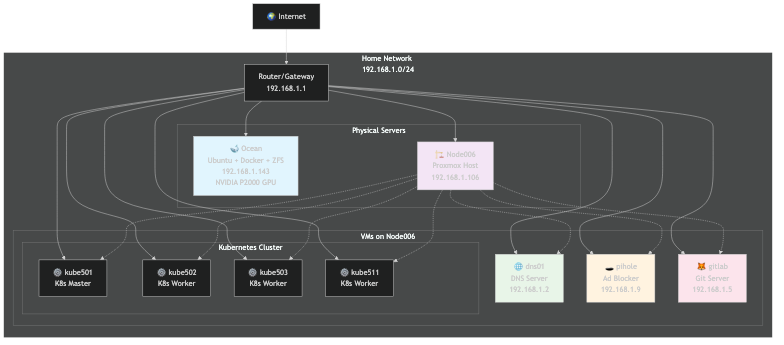 Internet
Home Network
192.168.1.0/24
Router/Gateway
192.168.1.1
Physical Servers
Ocean
Ubuntu + Docker + ZFS
192.168.1.143
NVIDIA P2000 GPU
Node006
Proxmox Host
192.168.1.106
VMs on Node006
Kubernetes Cluster
kube501
K8s Master
kube502
K8s Worker
kube503
K8s Worker
kube511
K8s Worker
dns01
DNS Server
192.168.1.2
pihole
Ad Blocker
192.168.1.9
gitlab
Git Server
192.168.1.5